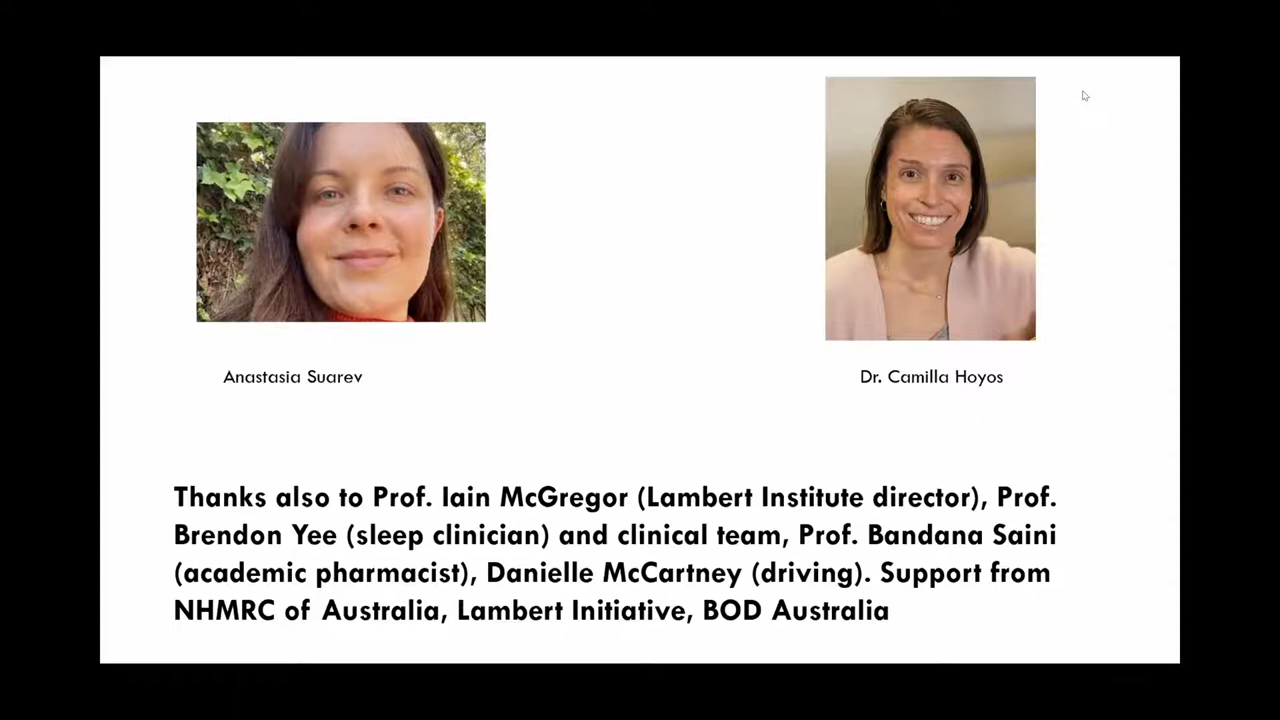 Anastasia Suarev
Dr. Camilla Hoyos
Thanks also to Prof. Iain McGregor (Lambert Institute director), Prof.
Brendon Yee (sleep clinician) and clinical team, Prof. Bandana Saini
(academic pharmacist), Danielle McCartney (driving). Support from
NHMRC of Australia, Lambert Initiative, BOD Australia